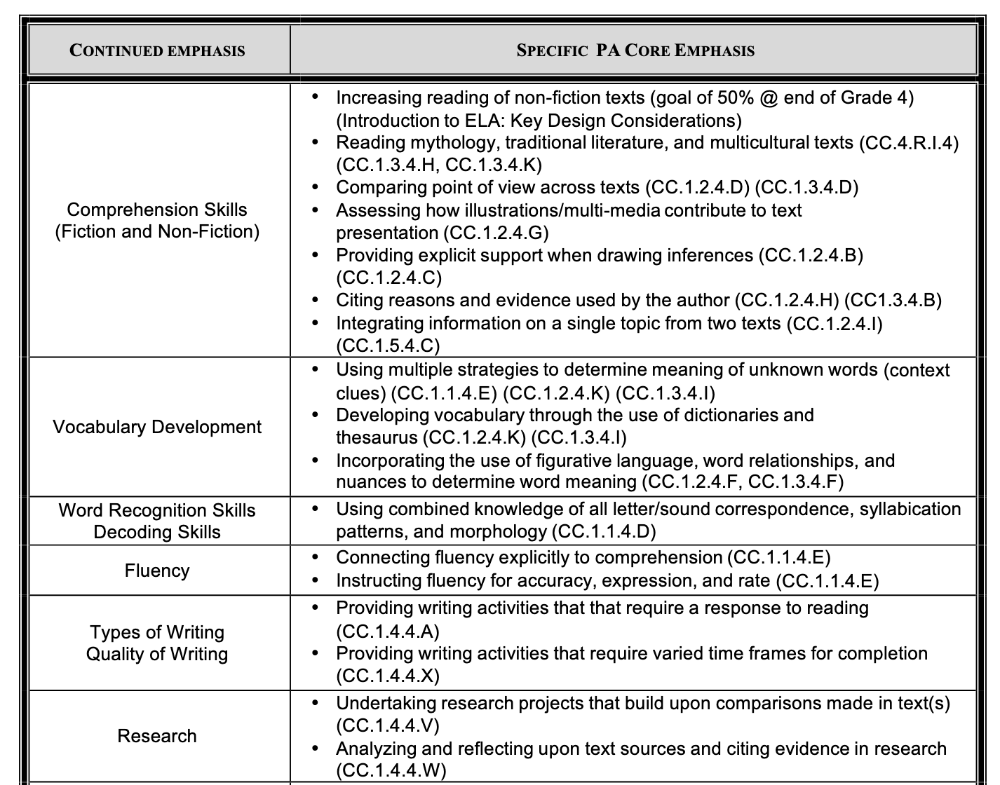 CONTINUED EMPHASIS
SPECIFIC PA CORE EMPHASIS
Comprehension Skills
(Fiction and Non-Fiction)
• Increasing reading of non-fiction texts (goal of 50% @ end of Grade 4)
(Introduction to ELA: Key Design Considerations)
• Reading mythology, traditional literature, and multicultural texts (CC.4.R.I.4)
(CC.1.3.4.H, CC.1.3.4.K)
• Comparing point of view across texts (CC.1.2.4.D) (CC.1.3.4.D)
• Assessing how illustrations/multi-media contribute to text
presentation (CC.1.2.4.G)
• Providing explicit support when drawing inferences (CC.1.2.4.B)
(CC.1.2.4.C)
• Citing reasons and evidence used by the author (CC.1.2.4.H) (CC1.3.4.B)
• Integrating information on a single topic from two texts (CC.1.2.4.I)
(CC.1.5.4.C)
Vocabulary Development
• Using multiple strategies to determine meaning of unknown words (context
clues) (CC.1.1.4.E) (CC.1.2.4.K) (CC.1.3.4.I)
• Developing vocabulary through the use of dictionaries and
thesaurus (CC.1.2.4.K) (CC.1.3.4.I)
• Incorporating the use of figurative language, word relationships, and
nuances to determine word meaning (CC.1.2.4.F, CC.1.3.4.F)
Word Recognition Skills
Decoding Skills
• Using combined knowledge of all letter/sound correspondence, syllabication
patterns, and morphology (CC.1.1.4.D)
Fluency
• Connecting fluency explicitly to comprehension (CC.1.1.4.E)
• Instructing fluency for accuracy, expression, and rate (CC.1.1.4.E)
Types of Writing
Quality of Writing
• Providing writing activities that that require a response to reading
(CC.1.4.4.A)
• Providing writing activities that require varied time frames for completion
(CC.1.4.4.X)
Research
• Undertaking research projects that build upon comparisons made in text(s)
(CC.1.4.4.V)
• Analyzing and reflecting upon text sources and citing evidence in research
(CC.1.4.4.W)